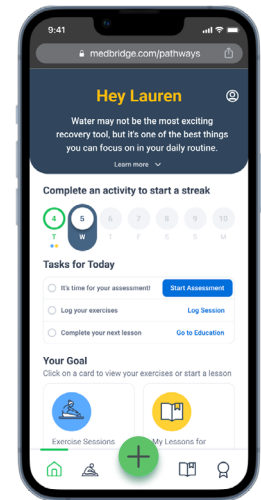 9:41
medbridge.com/pathways
Hey Lauren
Water may not be the most exciting
recovery tool, but it's one of the best things
you can focus on in your daily routine.
Learn more
Complete an activity to start a streak
4 5 6 7 8 9 10
T W T F S S M
Tasks for Today
It's time for your assessment! Start Assessment
Log your exercises Log Session
Complete your next lesson Go to Education
Your Goal
Click on a card to view your exercises or start a lesson
Exercise Sessions My Lessons for